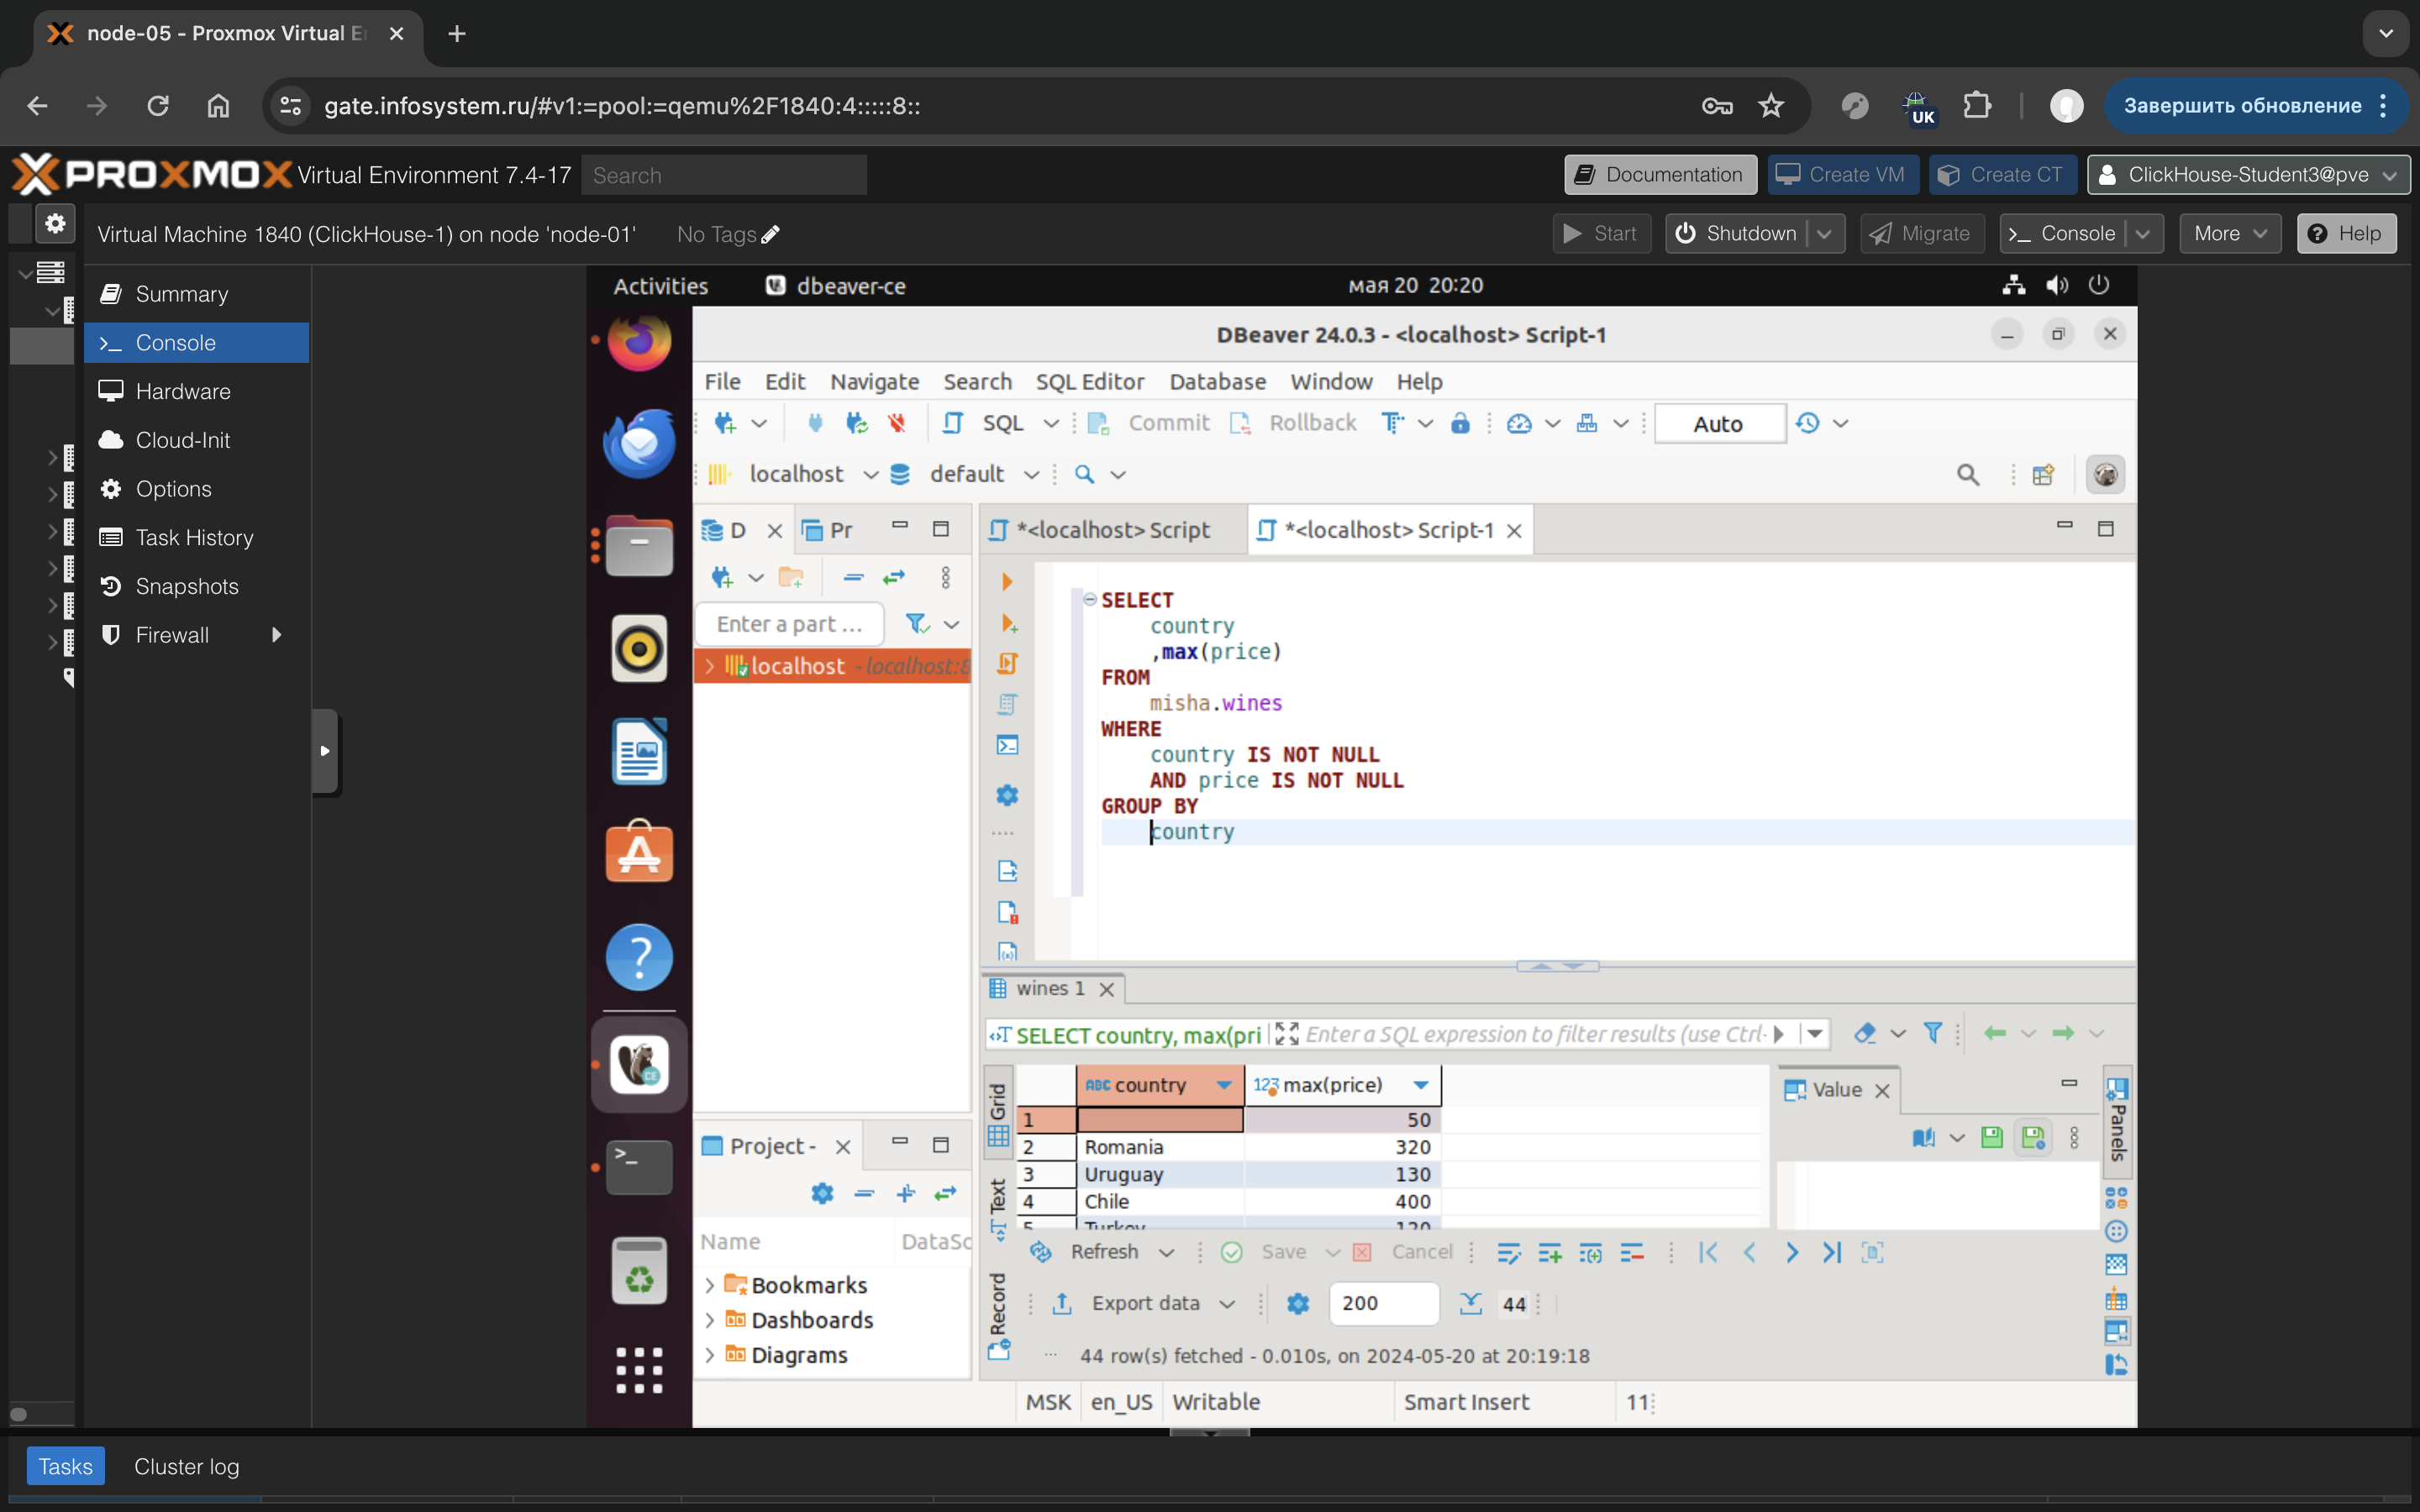 node-05 - Proxmox Virtual E
gate.infosystem.ru/#v1:=pool:=qemu%2F1840:4:::::8::
UK
Завершить обновление
PROXMOX Virtual Environment 7.4-17
Search
Documentation
Create VM
Create CT
ClickHouse-Student3@pve
Virtual Machine 1840 (ClickHouse-1) on node 'node-01'
No Tags
Start
Shutdown
Migrate
Console
More
Help
Summary
Console
Hardware
Cloud-Init
Options
Task History
Snapshots
Firewall
Activities
dbeaver-ce
мая 20 20:20
DBeaver 24.0.3 - <localhost> Script-1
File Edit Navigate Search SQL Editor Database Window Help
SQL
Commit
Rollback
Auto
localhost
default
D
Pr
Enter a part ...
localhost - localhost:8
*<localhost> Script
*<localhost> Script-1
SELECT
country
,max(price)
FROM
misha.wines
WHERE
country IS NOT NULL
AND price IS NOT NULL
GROUP BY
country
wines 1
SELECT country, max(pri
Enter a SQL expression to filter results (use Ctrl-
Grid
Text
Record
ABC country
123 max(price)
1 50
2 Romania 320
3 Uruguay 130
4 Chile 400
5 Turkey 120
Value
Panels
Project -
Name
DataSc
Bookmarks
Dashboards
Diagrams
Refresh
Save
Cancel
Export data
200
44
44 row(s) fetched - 0.010s, on 2024-05-20 at 20:19:18
MSK
en_US
Writable
Smart Insert
11
Tasks
Cluster log